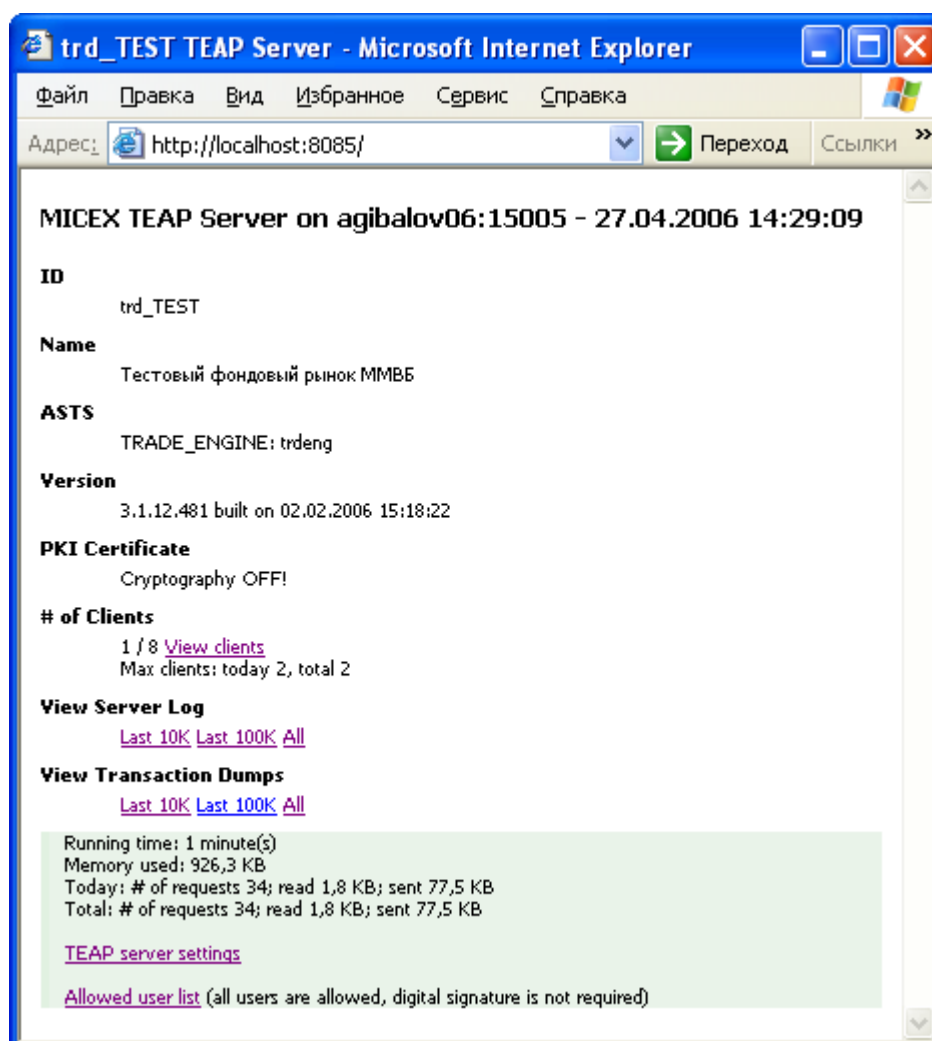 trd_TEST TEAP Server - Microsoft Internet Explorer
Файл Правка Вид Избранное Сервис Справка
Адрес: http://localhost:8085/ Переход Ссылки »
MICEX TEAP Server on agibalov06:15005 - 27.04.2006 14:29:09
ID
trd_TEST
Name
Тестовый фондовый рынок ММВБ
ASTS
TRADE_ENGINE: trdeng
Version
3.1.12.481 built on 02.02.2006 15:18:22
PKI Certificate
Cryptography OFF!
# of Clients
1 / 8 View clients
Max clients: today 2, total 2
View Server Log
Last 10K Last 100K All
View Transaction Dumps
Last 10K Last 100K All
Running time: 1 minute(s)
Memory used: 926,3 KB
Today: # of requests 34; read 1,8 KB; sent 77,5 KB
Total: # of requests 34; read 1,8 KB; sent 77,5 KB
TEAP server settings
Allowed user list (all users are allowed, digital signature is not required)